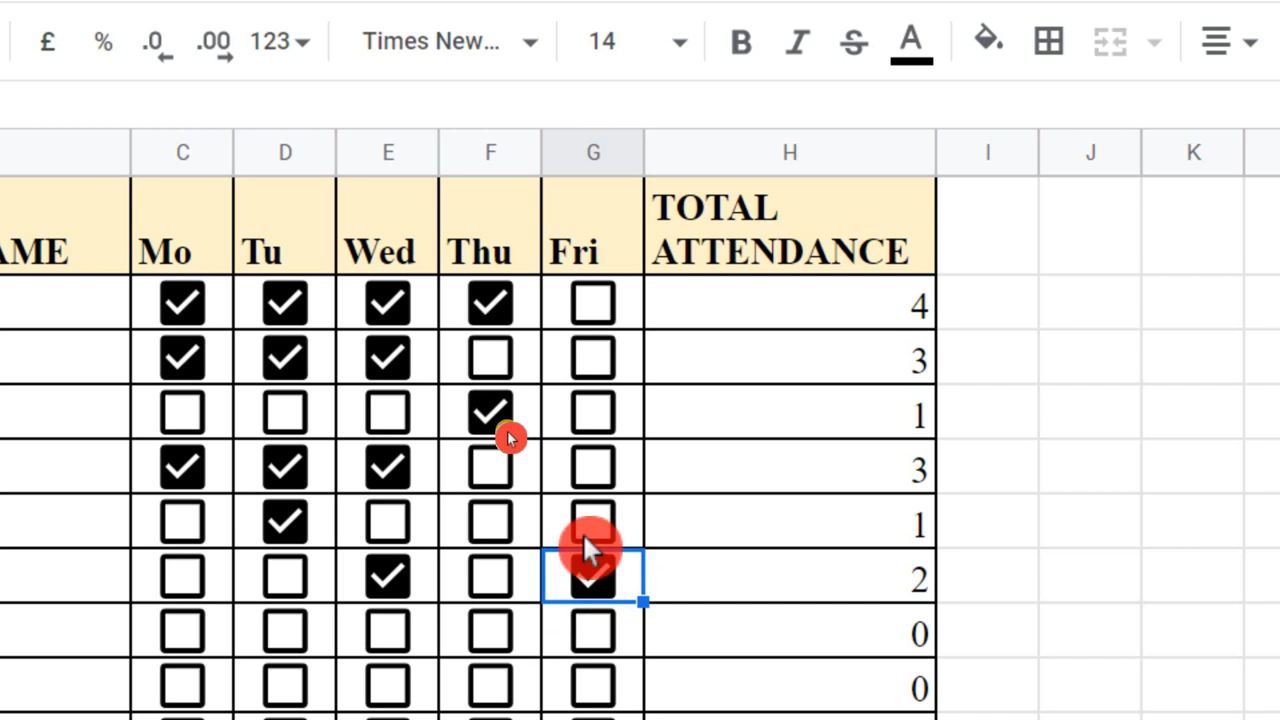 £ % .0 .00 123 Times New... 14 B I S A
C D E F G H I J K
TOTAL
AME Mo Tu Wed Thu Fri ATTENDANCE
4
3
1
3
1
2
0
0